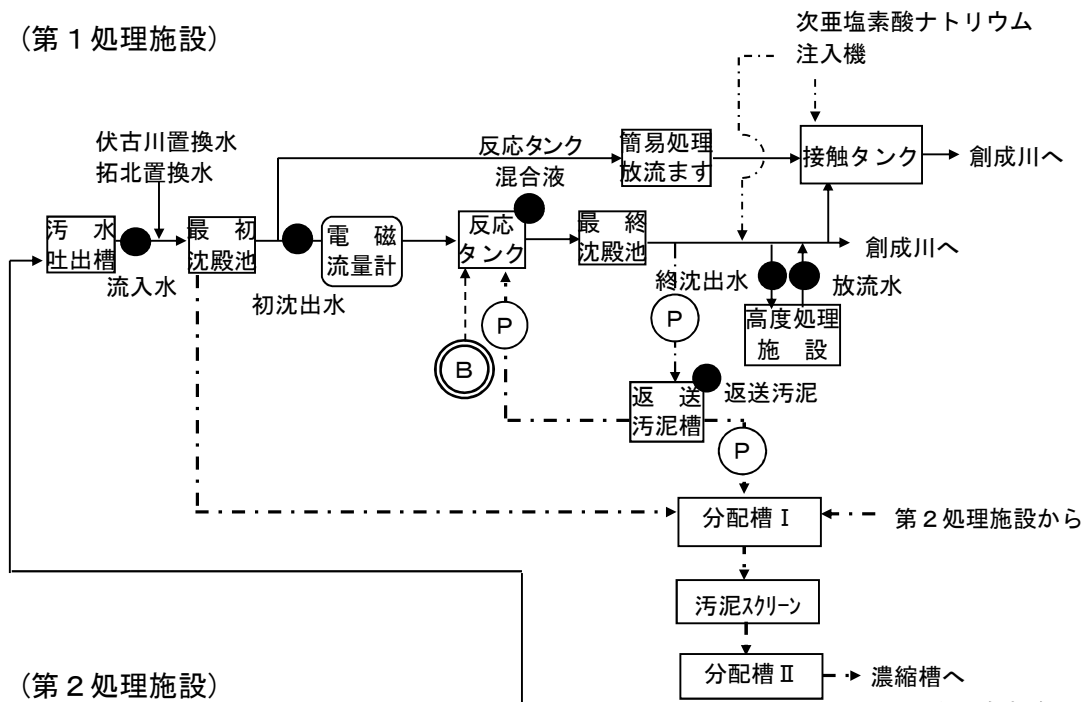 （第１処理施設）
次亜塩素酸ナトリウム
注入機
伏古川置換水
拓北置換水
反応タンク
混合液
簡易処理
放流ます
接触タンク
創成川へ
汚　水
吐出槽
流入水
最　初
沈殿池
初沈出水
電　磁
流量計
反応
タンク
最　終
沈殿池
創成川へ
終沈出水
放流水
高度処理
施　設
Ｐ
Ｐ
Ｂ
返　送
汚泥槽
返送汚泥
Ｐ
分配槽Ⅰ
第２処理施設から
汚泥ｽｸﾘｰﾝ
分配槽Ⅱ
濃縮槽へ
（第２処理施設）